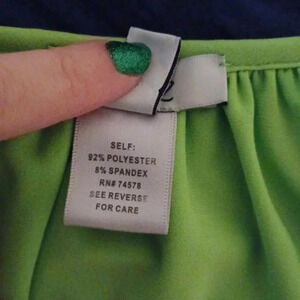 SELF:
92% POLYESTER
8% SPANDEX
RN# 74578
SEE REVERSE
FOR CARE